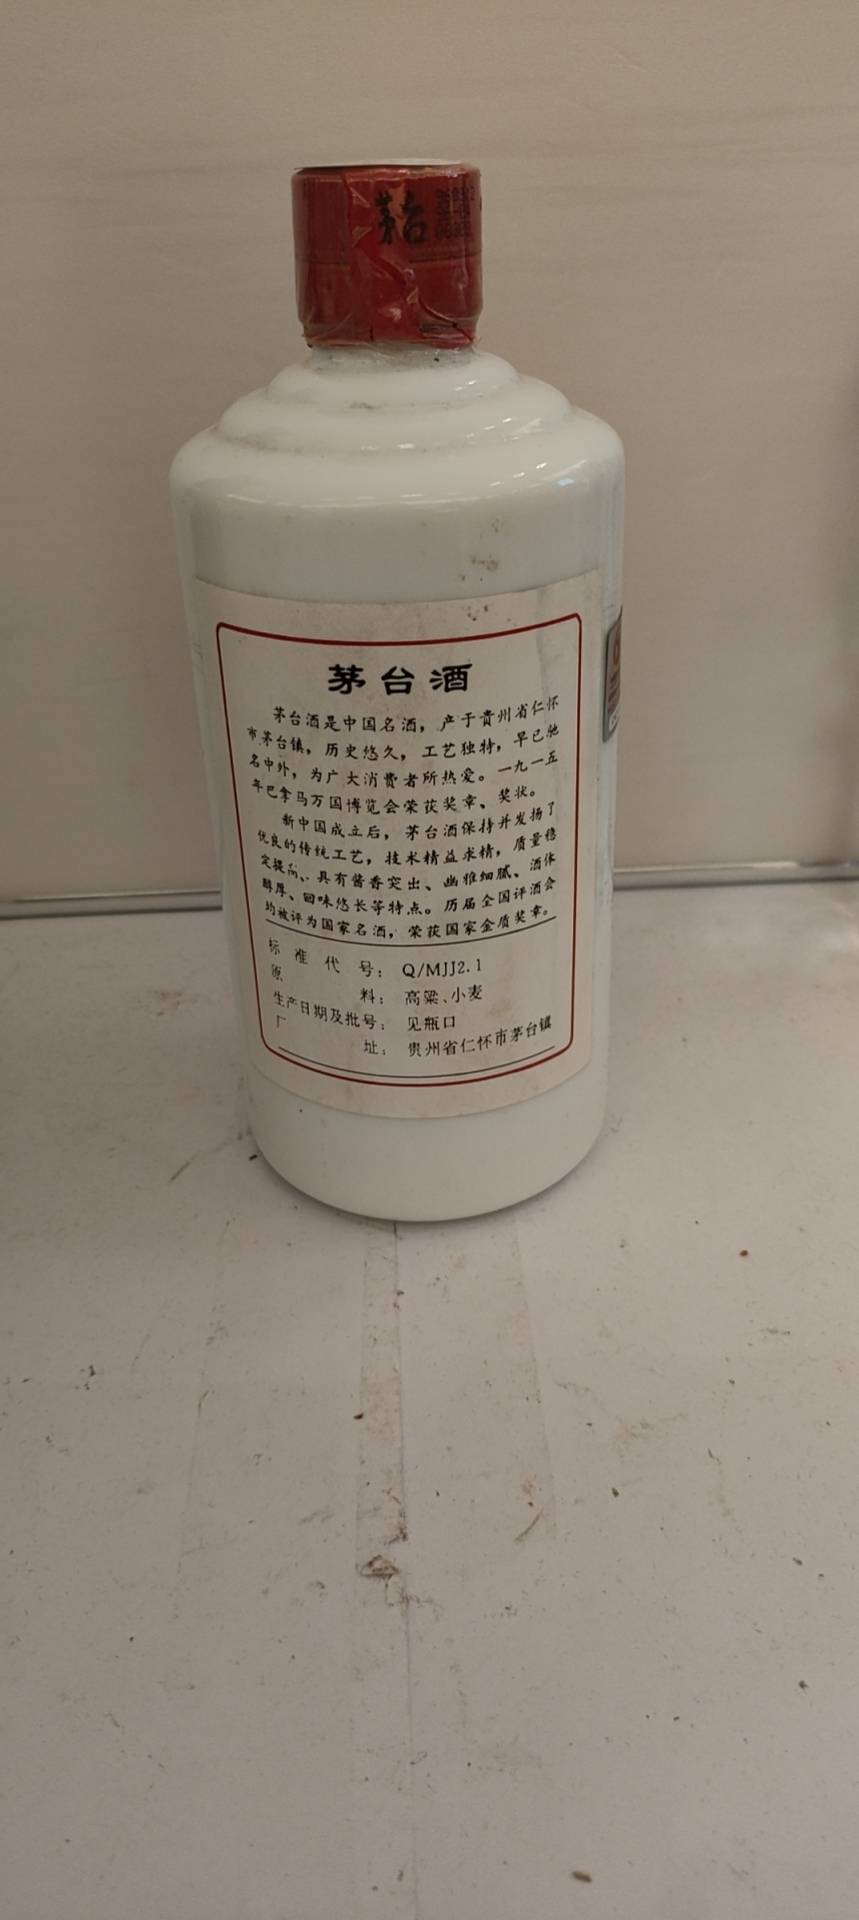 茅台
茅台酒
茅台酒是中国名酒，产于贵州省仁怀
市茅台镇，历史悠久，工艺独特，早已驰
名中外，为广大消费者所热爱。一九一五
年巴拿马万国博览会荣获奖章、奖状。
新中国成立后，茅台酒保持并发扬了
优良的传统工艺，技术精益求精，质量稳
定提高、具有酱香突出、幽雅细腻、酒体
醇厚、回味悠长等特点。历届全国评酒会
均被评为国家名酒，荣获国家金质奖章。
标准代号：Q/MJJ2.1
原料：高粱、小麦
生产日期及批号：见瓶口
厂址：贵州省仁怀市茅台镇